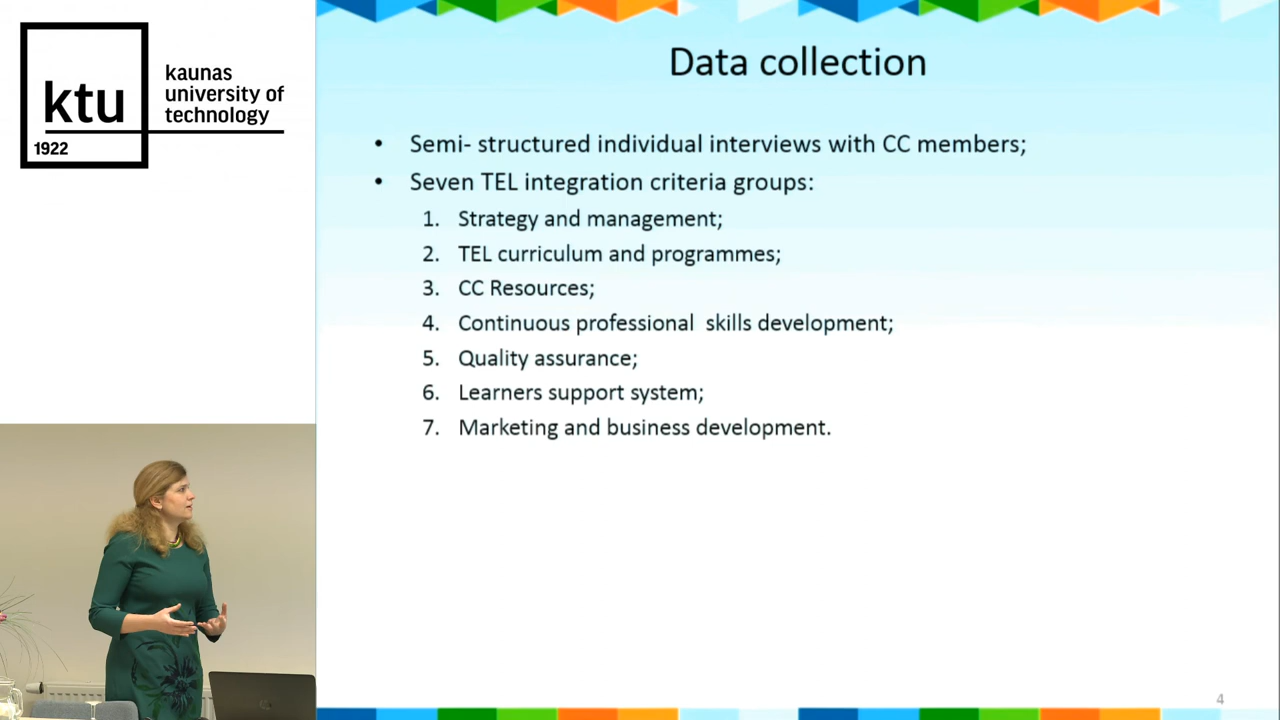 ktu
1922
kaunas
university of
technology
Data collection
• Semi- structured individual interviews with CC members;
• Seven TEL integration criteria groups:
1. Strategy and management;
2. TEL curriculum and programmes;
3. CC Resources;
4. Continuous professional  skills development;
5. Quality assurance;
6. Learners support system;
7. Marketing and business development.
4